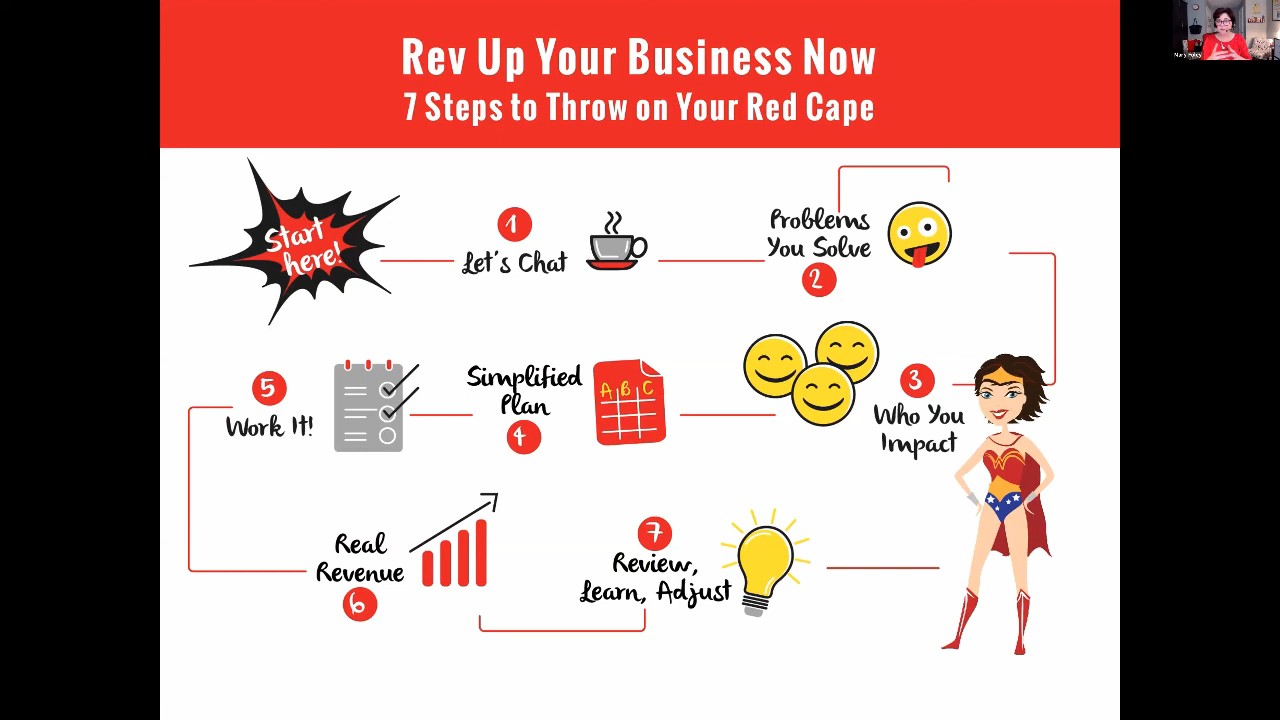 Rev Up Your Business Now
7 Steps to Throw on Your Red Cape
Mary Foley
Start
here!
1
Let's Chat
Problems
You Solve
2
3
Who You
Impact
A B C
Simplified
Plan
4
5
Work It!
Real
Revenue
6
7
Review,
Learn, Adjust